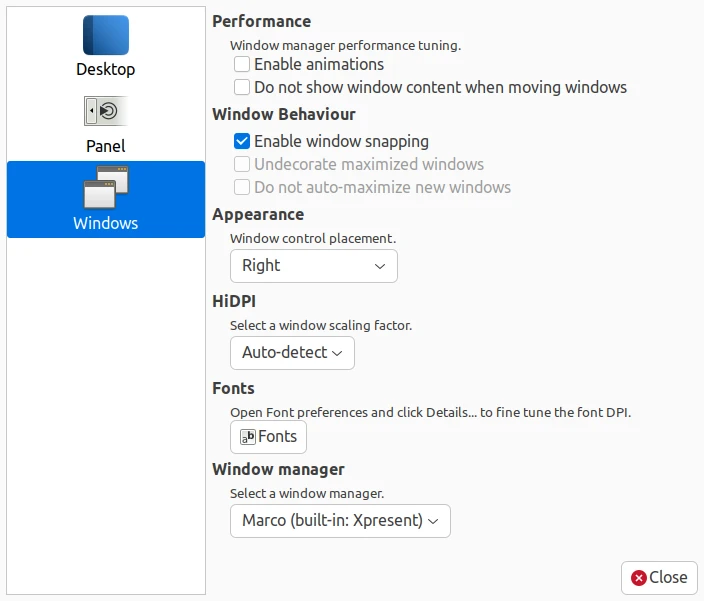 Desktop
Panel
Windows
Performance
Window manager performance tuning.
Enable animations
Do not show window content when moving windows
Window Behaviour
Enable window snapping
Undecorate maximized windows
Do not auto-maximize new windows
Appearance
Window control placement.
Right
HiDPI
Select a window scaling factor.
Auto-detect
Fonts
Open Font preferences and click Details... to fine tune the font DPI.
Fonts
Window manager
Select a window manager.
Marco (built-in: Xpresent)
Close